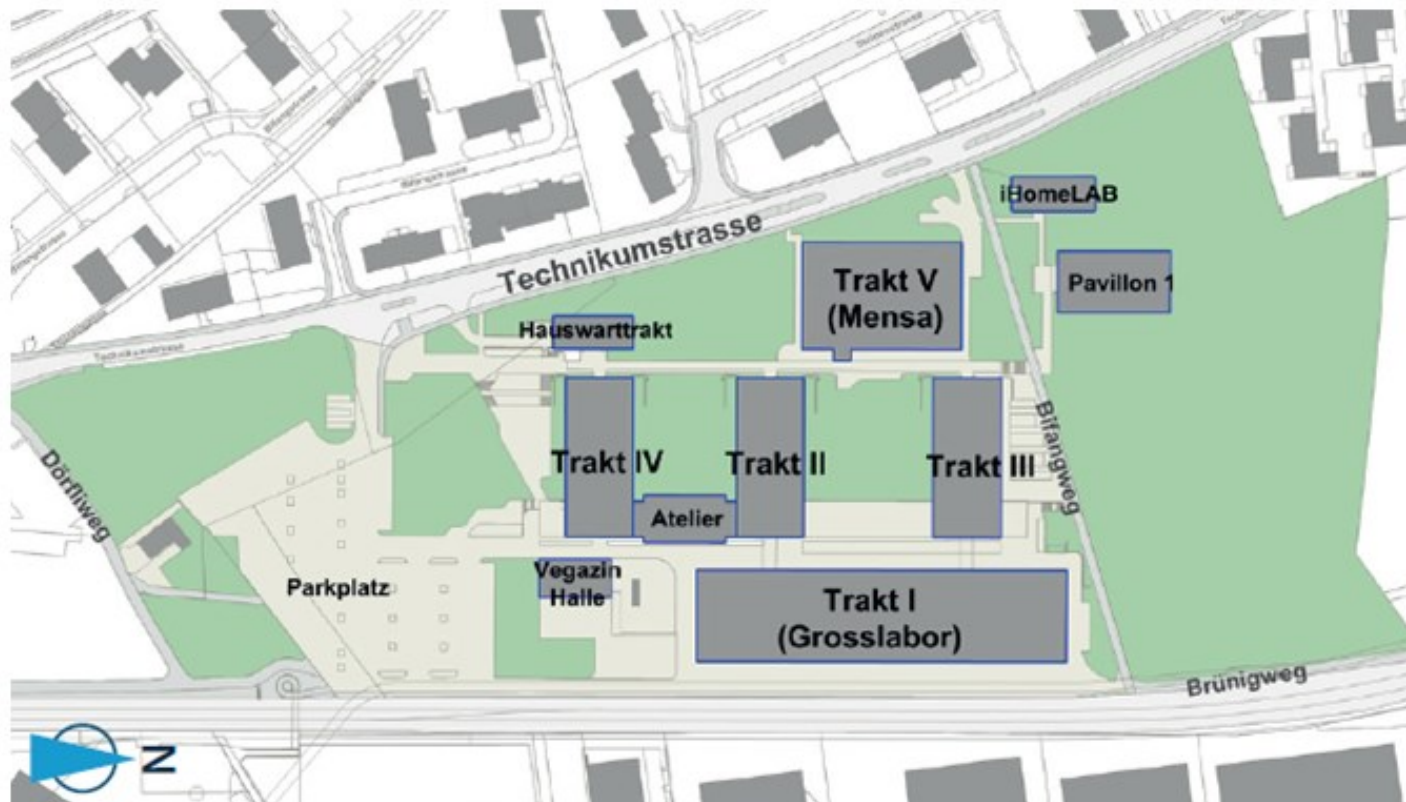 Technikumstrasse
iHomeLAB
Trakt V
(Mensa)
Pavillon 1
Hauswarttrakt
Technikumstrasse
Trakt IV
Trakt II
Trakt III
Bifangweg
Dörfliweg
Atelier
Vegazin
Halle
Parkplatz
Trakt I
(Grosslabor)
Brünigweg
N